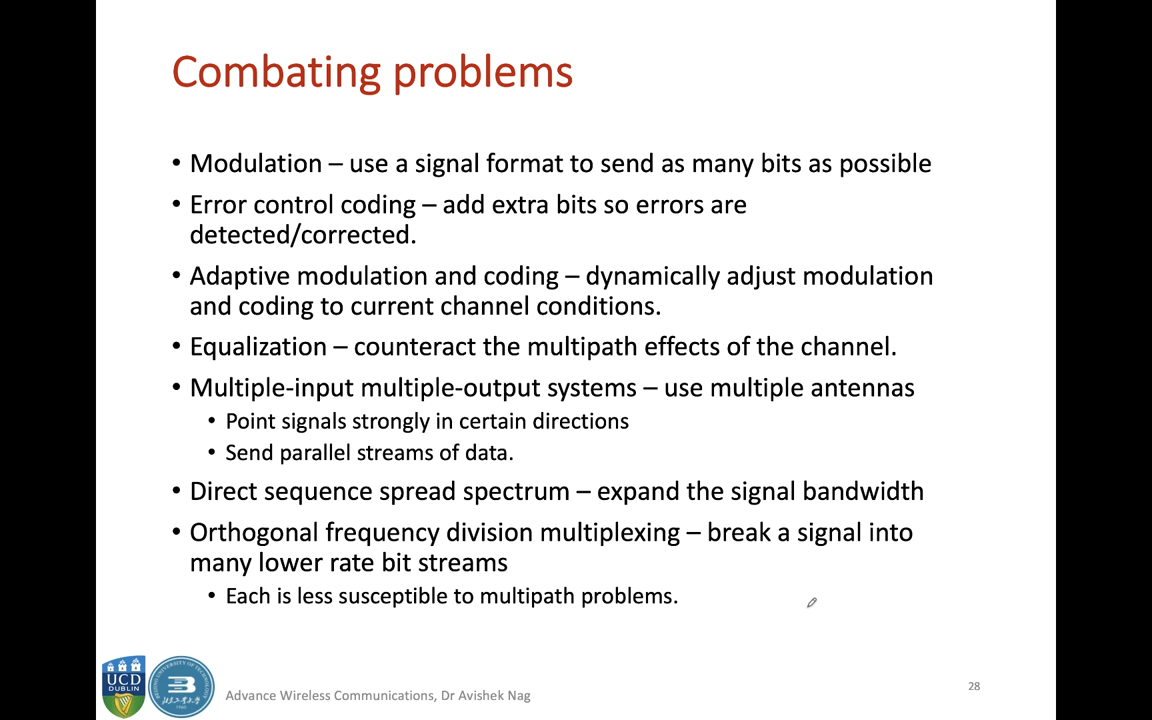 Combating problems
• Modulation – use a signal format to send as many bits as possible
• Error control coding – add extra bits so errors are
detected/corrected.
• Adaptive modulation and coding – dynamically adjust modulation
and coding to current channel conditions.
• Equalization – counteract the multipath effects of the channel.
• Multiple-input multiple-output systems – use multiple antennas
• Point signals strongly in certain directions
• Send parallel streams of data.
• Direct sequence spread spectrum – expand the signal bandwidth
• Orthogonal frequency division multiplexing – break a signal into
many lower rate bit streams
• Each is less susceptible to multipath problems.
UCD
DUBLIN
Advance Wireless Communications, Dr Avishek Nag
28